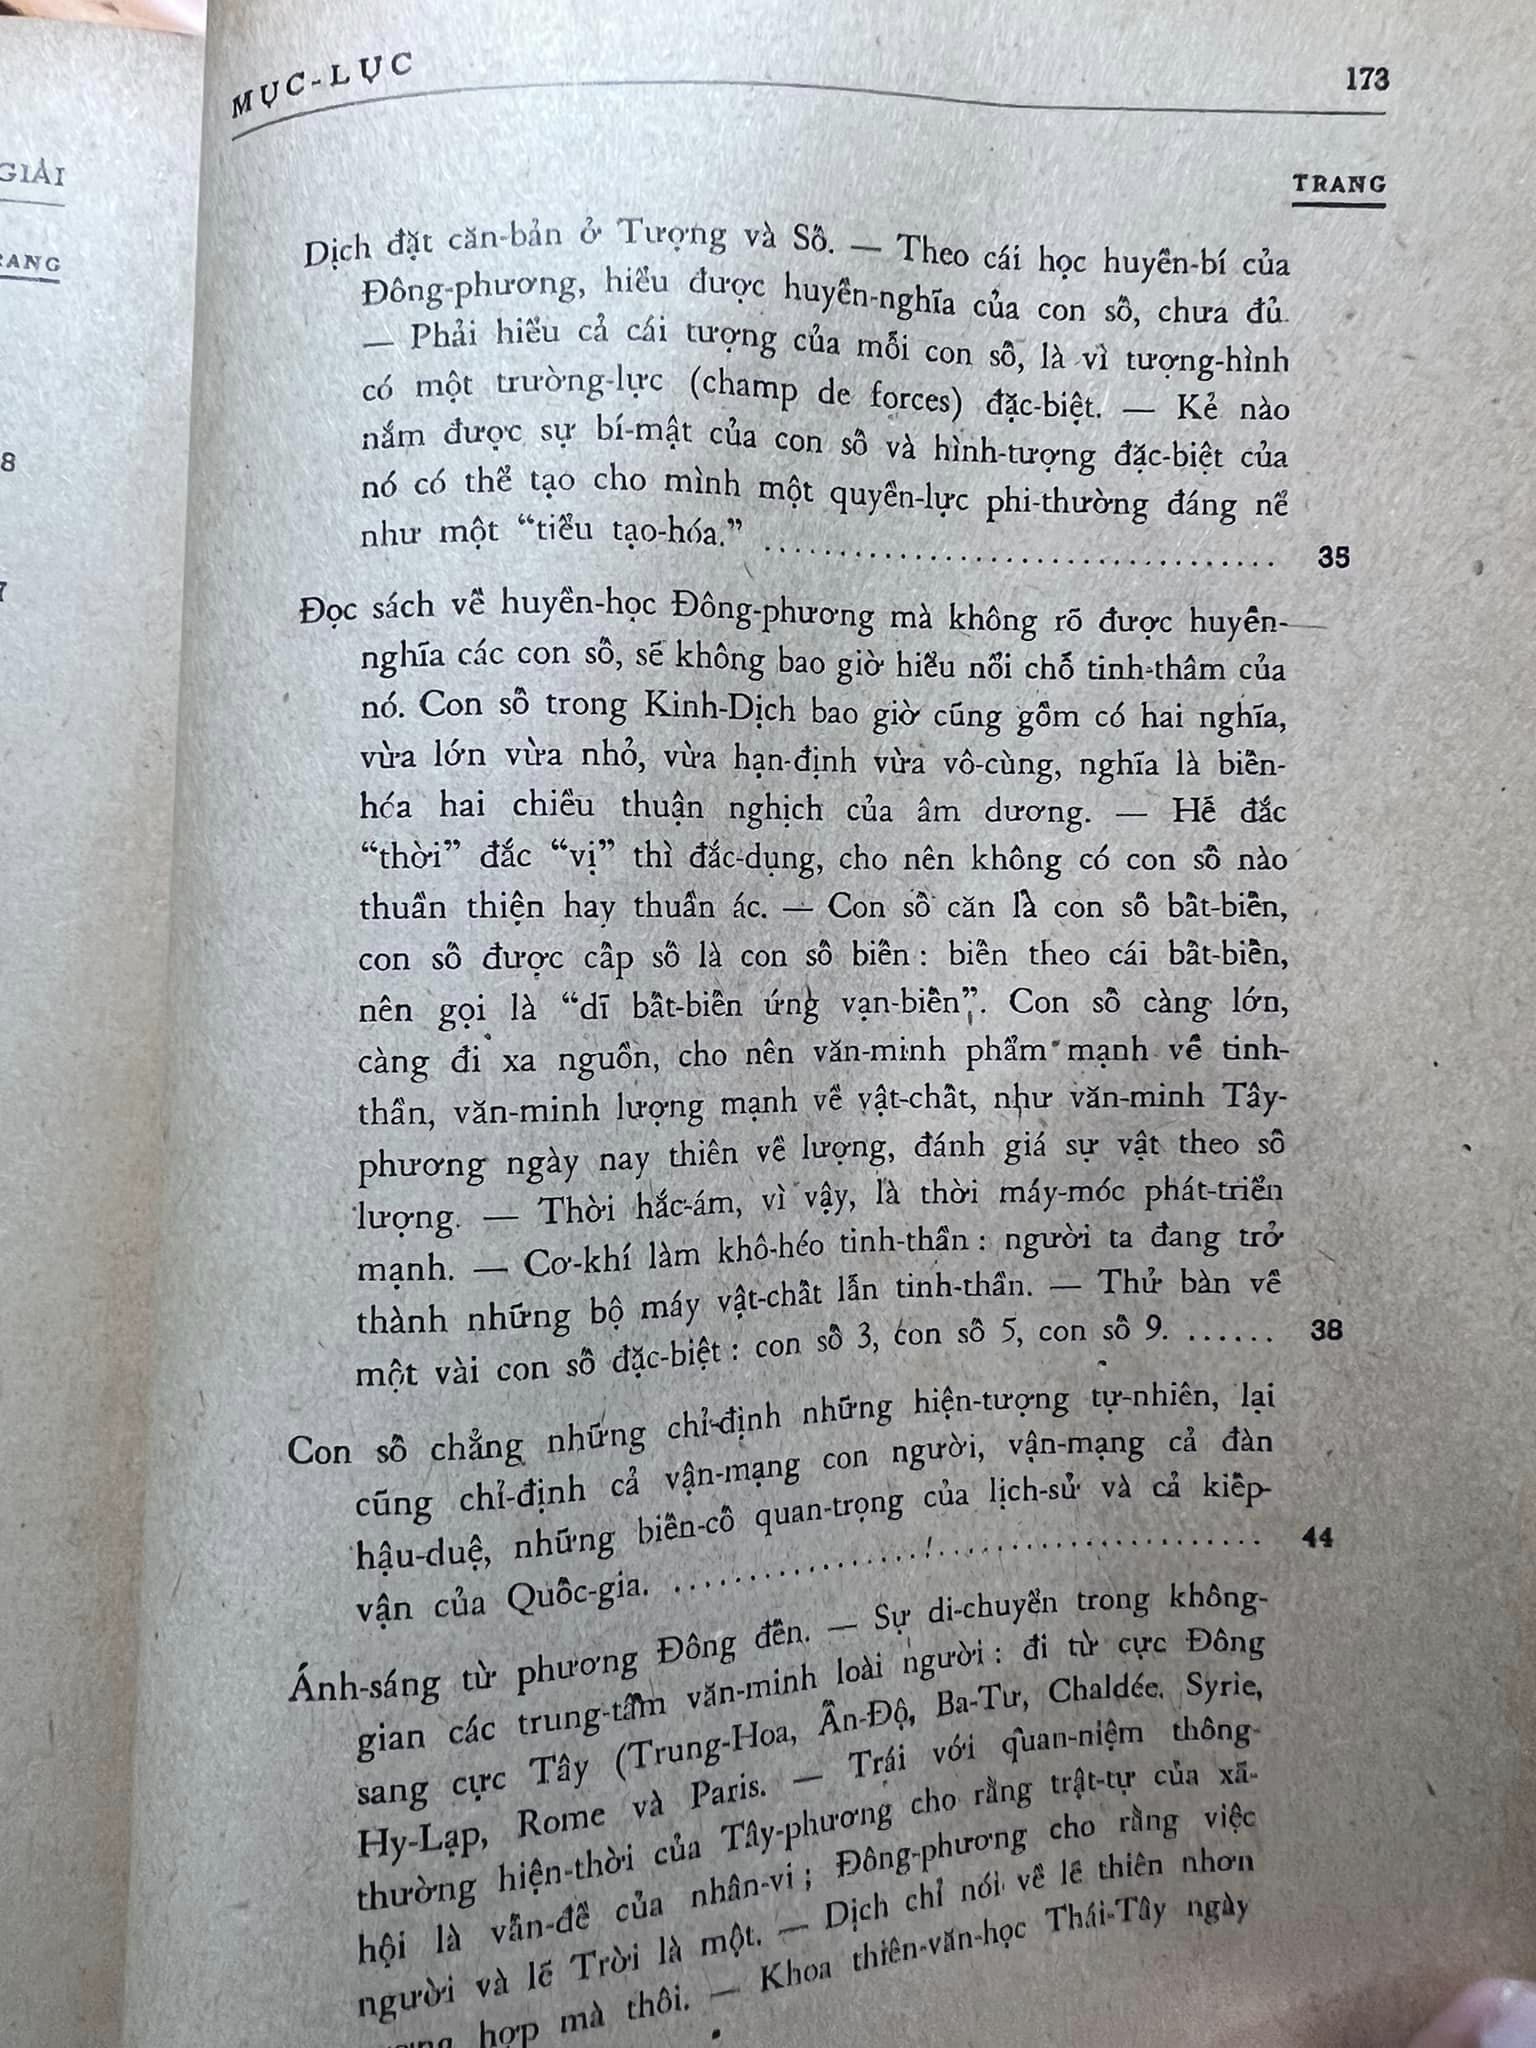 GIẢI
RANG
8
7
MỤC-LỤC
173
TRANG
Dịch đặt căn-bản ở Tượng và Số. — Theo cái học huyền-bí của
Đông-phương, hiểu được huyền-nghĩa của con số, chưa đủ.
— Phải hiểu cả cái tượng của mỗi con số, là vì tượng-hình
có một trường-lực (champ de forces) đặc-biệt. — Kẻ nào
nắm được sự bí-mật của con số và hình-tượng đặc-biệt của
nó có thể tạo cho mình một quyền-lực phi-thường đáng nể
như một “tiểu tạo-hóa.” .......................................... 35
Đọc sách về huyền-học Đông-phương mà không rõ được huyền-
nghĩa các con số, sẽ không bao giờ hiểu nổi chỗ tinh-thâm của
nó. Con số trong Kinh-Dịch bao giờ cũng gồm có hai nghĩa,
vừa lớn vừa nhỏ, vừa hạn-định vừa vô-cùng, nghĩa là biến-
hóa hai chiều thuận nghịch của âm dương. — Hễ đắc
“thời” đắc “vị” thì đắc-dụng, cho nên không có con số nào
thuần thiện hay thuần ác. — Con số căn là con số bất-biến,
con số được cấp số là con số biến : biến theo cái bất-biến,
nên gọi là “dĩ bất-biến ứng vạn-biến”. Con số càng lớn,
càng đi xa nguồn, cho nên văn-minh phẩm mạnh về tinh-
thần, văn-minh lượng mạnh về vật-chất, như văn-minh Tây-
phương ngày nay thiên về lượng, đánh giá sự vật theo số
lượng. — Thời hắc-ám, vì vậy, là thời máy-móc phát-triển
mạnh. — Cơ-khí làm khô-héo tinh-thần : người ta đang trở
thành những bộ máy vật-chất lẫn tinh-thần. — Thử bàn về
một vài con số đặc-biệt : con số 3, con số 5, con số 9. ...... 38
Con số chẳng những chỉ-định những hiện-tượng tự-nhiên, lại
cũng chỉ-định cả vận-mạng con người, vận-mạng cả đàn
hậu-duệ, những biến-cố quan-trọng của lịch-sử và cả kiếp-
vận của Quốc-gia. .......................................... 44
Ánh-sáng từ phương Đông đến. — Sự di-chuyển trong không-
gian các trung-tâm văn-minh loài người : đi từ cực Đông
sang cực Tây (Trung-Hoa, Ấn-Độ, Ba-Tư, Chaldée. Syrie,
Hy-Lạp, Rome và Paris. — Trái với quan-niệm thông-
thường hiện-thời của Tây-phương cho rằng trật-tự của xã-
hội là vấn-đề của nhân-vi ; Đông-phương cho rằng việc
người và lẽ Trời là một. — Dịch chỉ nói về lẽ thiên nhơn
hợp mà thôi. — Khoa thiên-văn-học Thái-Tây ngày